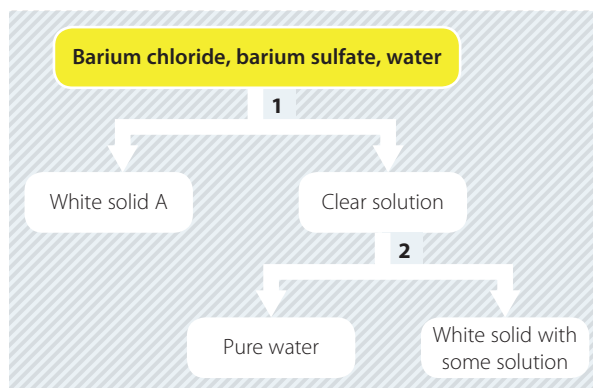 Barium chloride, barium sulfate, water
1
White solid A
Clear solution
2
Pure water
White solid with
some solution